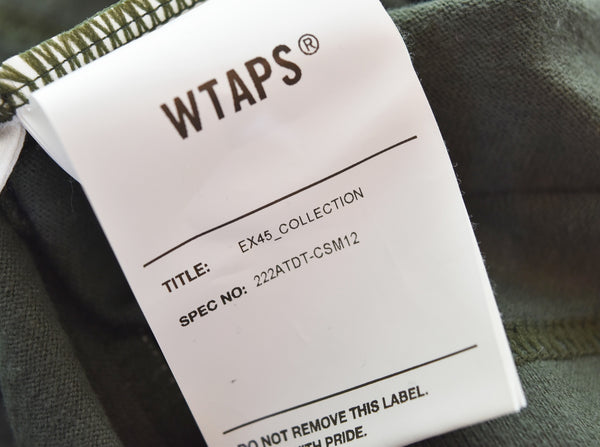 WTAPS®
TITLE: EX45_COLLECTION
SPEC NO: 222ATDT-CSM12
DO NOT REMOVE THIS LABEL.
WITH PRIDE.